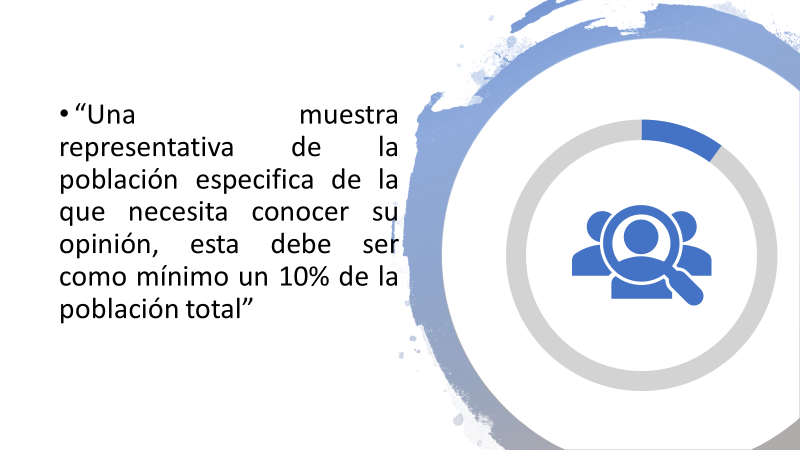 • “Una muestra
representativa de la
población especifica de la
que necesita conocer su
opinión, esta debe ser
como mínimo un 10% de la
población total”